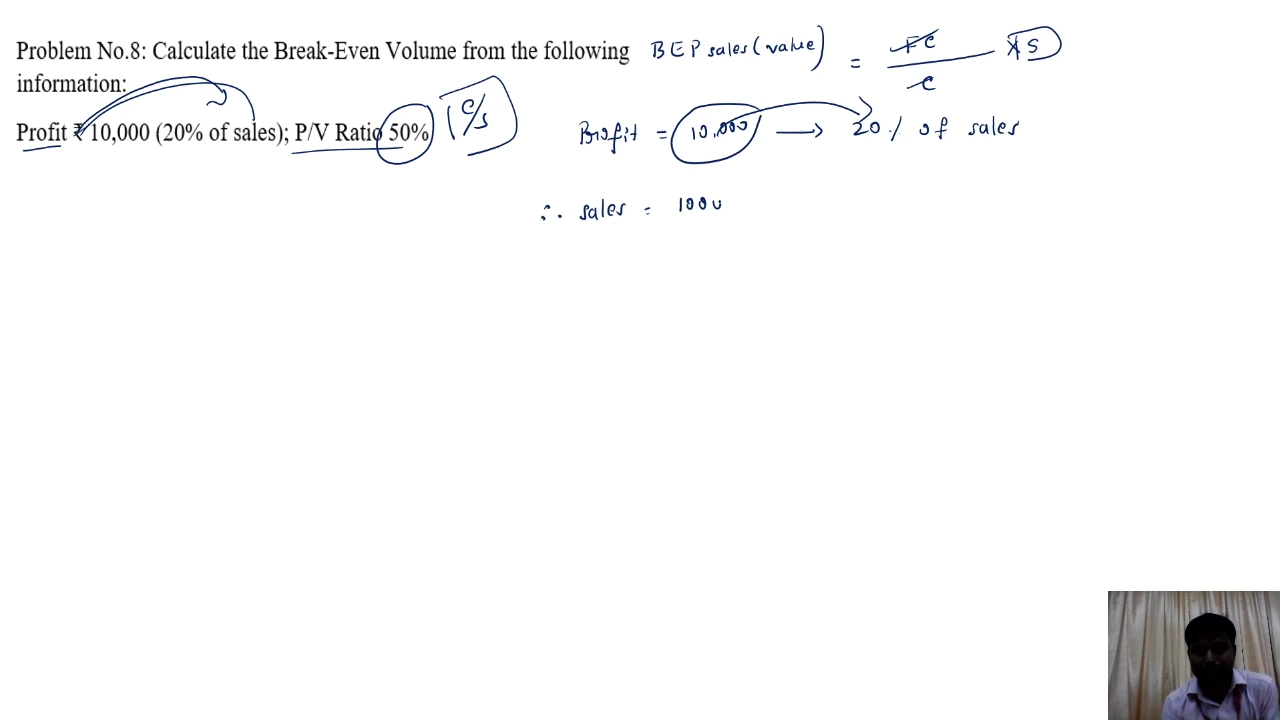 Problem No.8: Calculate the Break-Even Volume from the following
information:
Profit ₹ 10,000 (20% of sales); P/V Ratio 50%
C/S
BEP sales (value) = FC
C
× S
Profit = 10,000 → 20% of sales
∴ sales = 1000